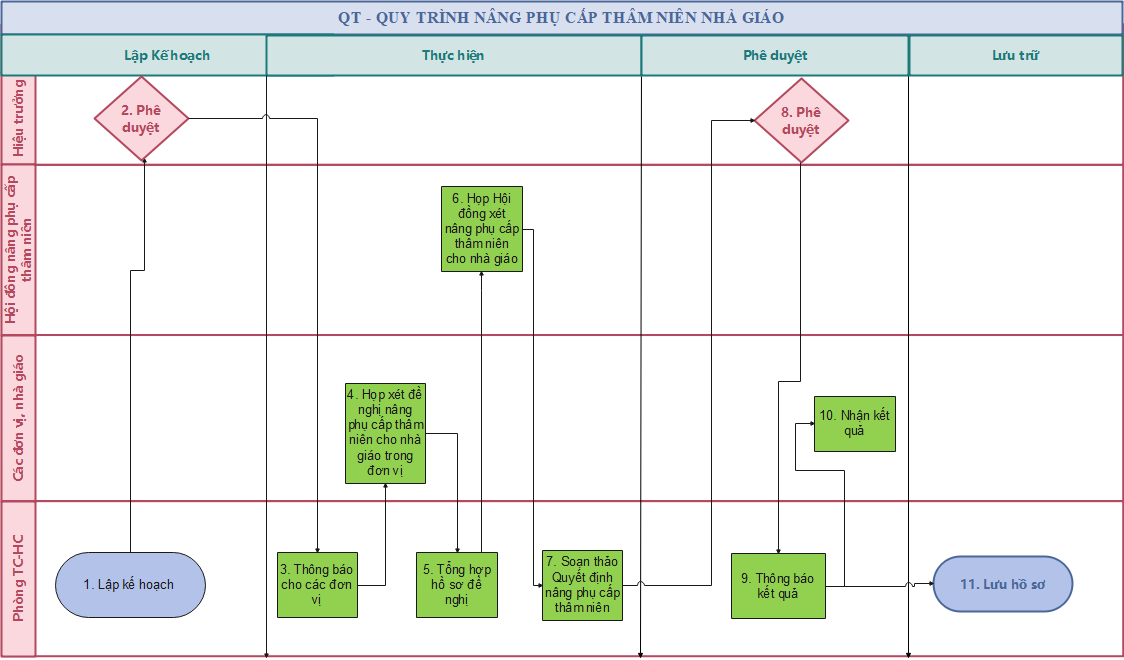 QT - QUY TRÌNH NÂNG PHỤ CẤP THÂM NIÊN NHÀ GIÁO
Lập Kế hoạch
Thực hiện
Phê duyệt
Lưu trữ
Hiệu trưởng
2. Phê
duyệt
8. Phê
duyệt
Hội đồng nâng phụ cấp
thâm niên
6. Họp Hội
đồng xét
nâng phụ cấp
thâm niên
cho nhà giáo
Các đơn vị, nhà giáo
4. Họp xét đề
nghị nâng
phụ cấp thâm
niên cho nhà
giáo trong
đơn vị
10. Nhận kết
quả
Phòng TC-HC
1. Lập kế hoạch
3. Thông báo
cho các đơn
vị
5. Tổng hợp
hồ sơ đề
nghị
7. Soạn thảo
Quyết định
nâng phụ cấp
thâm niên
9. Thông báo
kết quả
11. Lưu hồ sơ